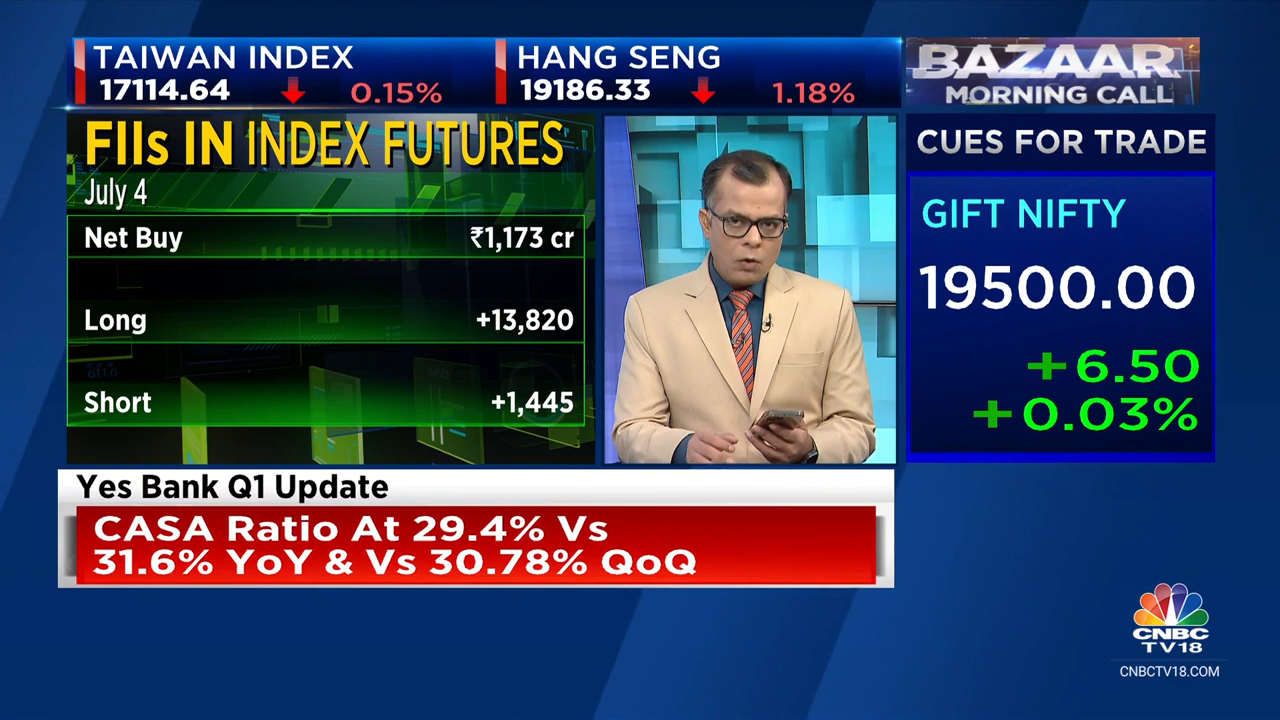 TAIWAN INDEX
17114.64 0.15%
HANG SENG
19186.33 1.18%
BAZAAR
MORNING CALL
FIIs IN INDEX FUTURES
July 4
Net Buy ₹1,173 cr
Long +13,820
Short +1,445
CUES FOR TRADE
GIFT NIFTY
19500.00
+6.50
+0.03%
Yes Bank Q1 Update
CASA Ratio At 29.4% Vs
31.6% YoY & Vs 30.78% QoQ
CNBC
TV18
CNBCTV18.COM